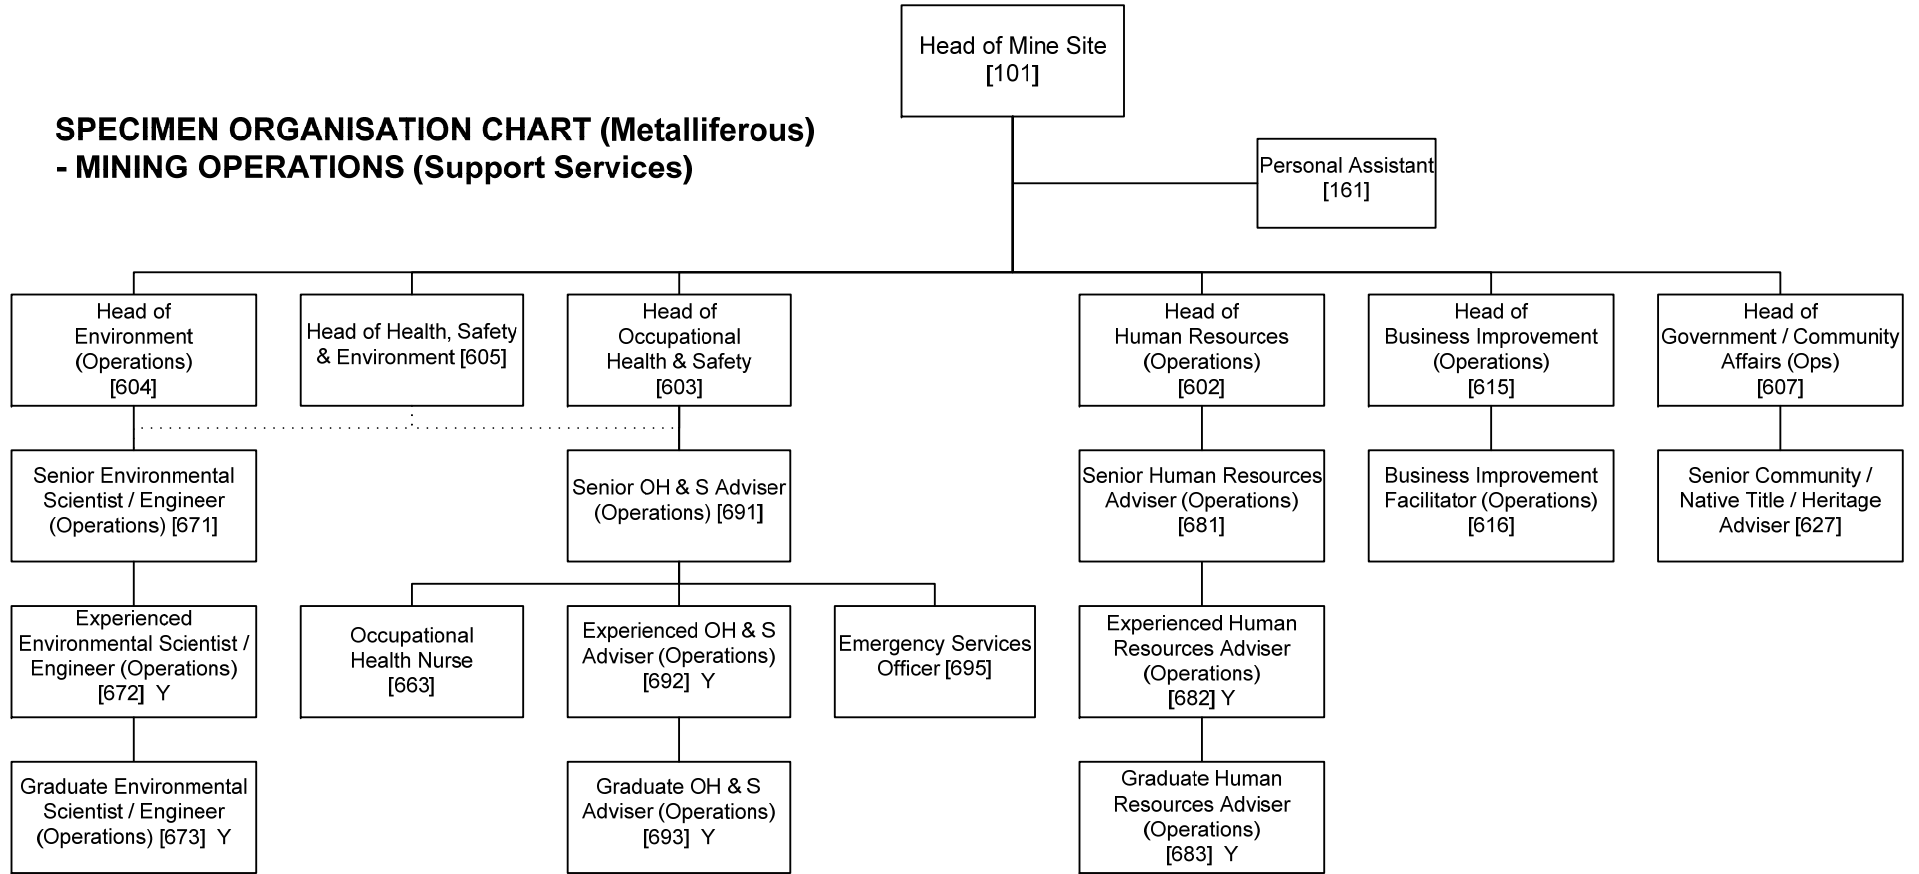 Head of Mine Site
[101]
SPECIMEN ORGANISATION CHART (Metalliferous)
- MINING OPERATIONS (Support Services)
Personal Assistant
[161]
Head of
Environment
(Operations)
[604]
Head of Health, Safety
& Environment [605]
Head of
Occupational
Health & Safety
[603]
Head of
Human Resources
(Operations)
[602]
Head of
Business Improvement
(Operations)
[615]
Head of
Government / Community
Affairs (Ops)
[607]
Senior Environmental
Scientist / Engineer
(Operations) [671]
Senior OH & S Adviser
(Operations) [691]
Senior Human Resources
Adviser (Operations)
[681]
Business Improvement
Facilitator (Operations)
[616]
Senior Community /
Native Title / Heritage
Adviser [627]
Experienced
Environmental Scientist /
Engineer (Operations)
[672] Y
Occupational
Health Nurse
[663]
Experienced OH & S
Adviser (Operations)
[692] Y
Emergency Services
Officer [695]
Experienced Human
Resources Adviser
(Operations)
[682] Y
Graduate Environmental
Scientist / Engineer
(Operations) [673] Y
Graduate OH & S
Adviser (Operations)
[693] Y
Graduate Human
Resources Adviser
(Operations)
[683] Y